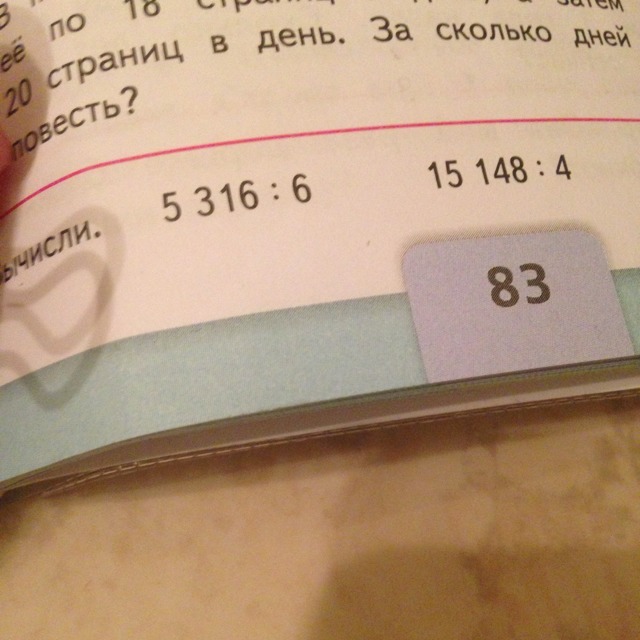 её по 18
20 страниц в день. За сколько дней
повесть?
5 316 : 6 15 148 : 4
83